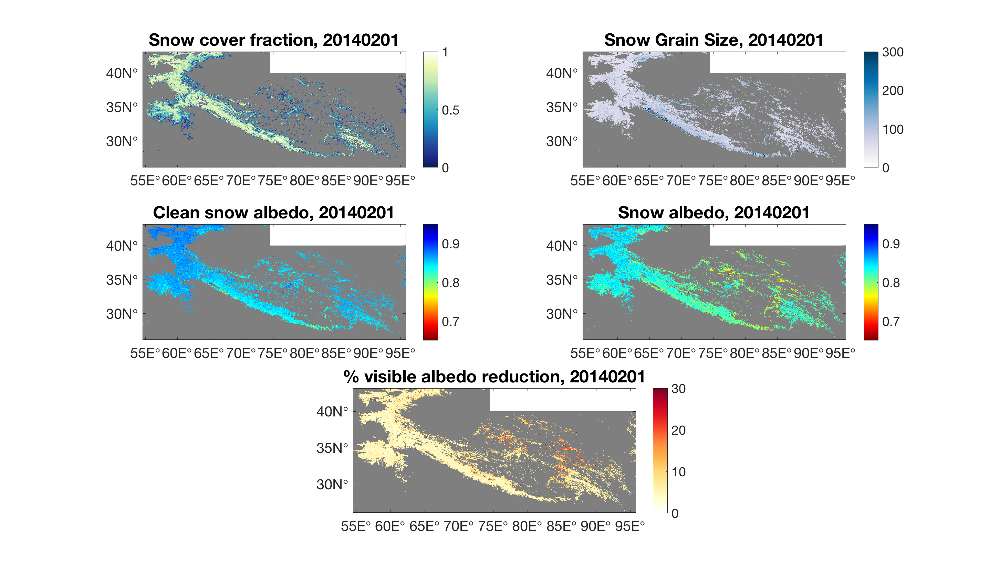 Snow cover fraction, 20140201
40N°
35N°
30N°
55E° 60E° 65E° 70E° 75E° 80E° 85E° 90E° 95E°
1
0.5
0
Snow Grain Size, 20140201
40N°
35N°
30N°
55E° 60E° 65E° 70E° 75E° 80E° 85E° 90E° 95E°
300
200
100
0
Clean snow albedo, 20140201
40N°
35N°
30N°
55E° 60E° 65E° 70E° 75E° 80E° 85E° 90E° 95E°
0.9
0.8
0.7
Snow albedo, 20140201
40N°
35N°
30N°
55E° 60E° 65E° 70E° 75E° 80E° 85E° 90E° 95E°
0.9
0.8
0.7
% visible albedo reduction, 20140201
40N°
35N°
30N°
55E° 60E° 65E° 70E° 75E° 80E° 85E° 90E° 95E°
30
20
10
0